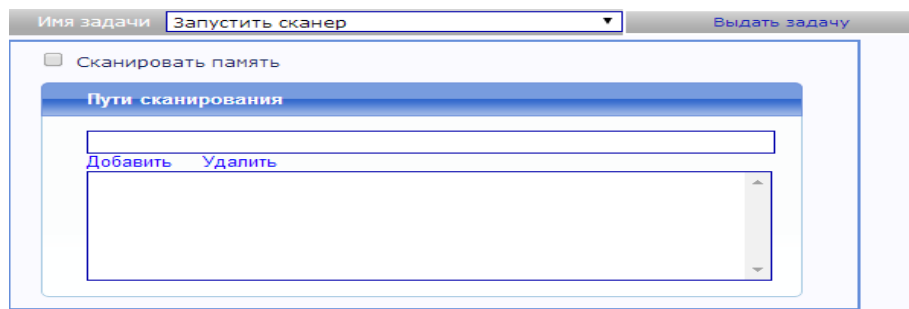 Имя задачи Запустить сканер Выдать задачу
Сканировать память
Пути сканирования
Добавить Удалить